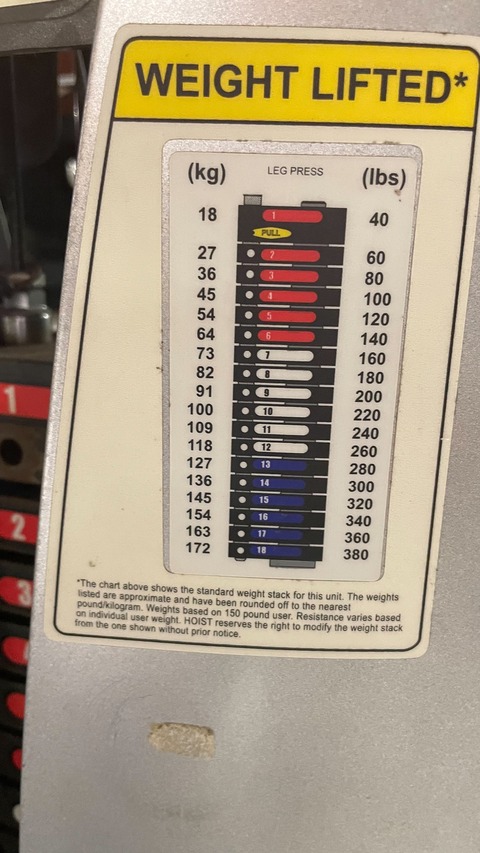 WEIGHT LIFTED*
(kg) LEG PRESS (lbs)
18 1 40
PULL
27 2 60
36 3 80
45 4 100
54 5 120
64 6 140
73 7 160
82 8 180
91 9 200
100 10 220
109 11 240
118 12 260
127 13 280
136 14 300
145 15 320
154 16 340
163 17 360
172 18 380
*The chart above shows the standard weight stack for this unit. The weights
listed are approximate and have been rounded off to the nearest
pound/kilogram. Weights based on 150 pound user. Resistance varies based
on individual user weight. HOIST reserves the right to modify the weight stack
from the one shown without prior notice.
1
2
3